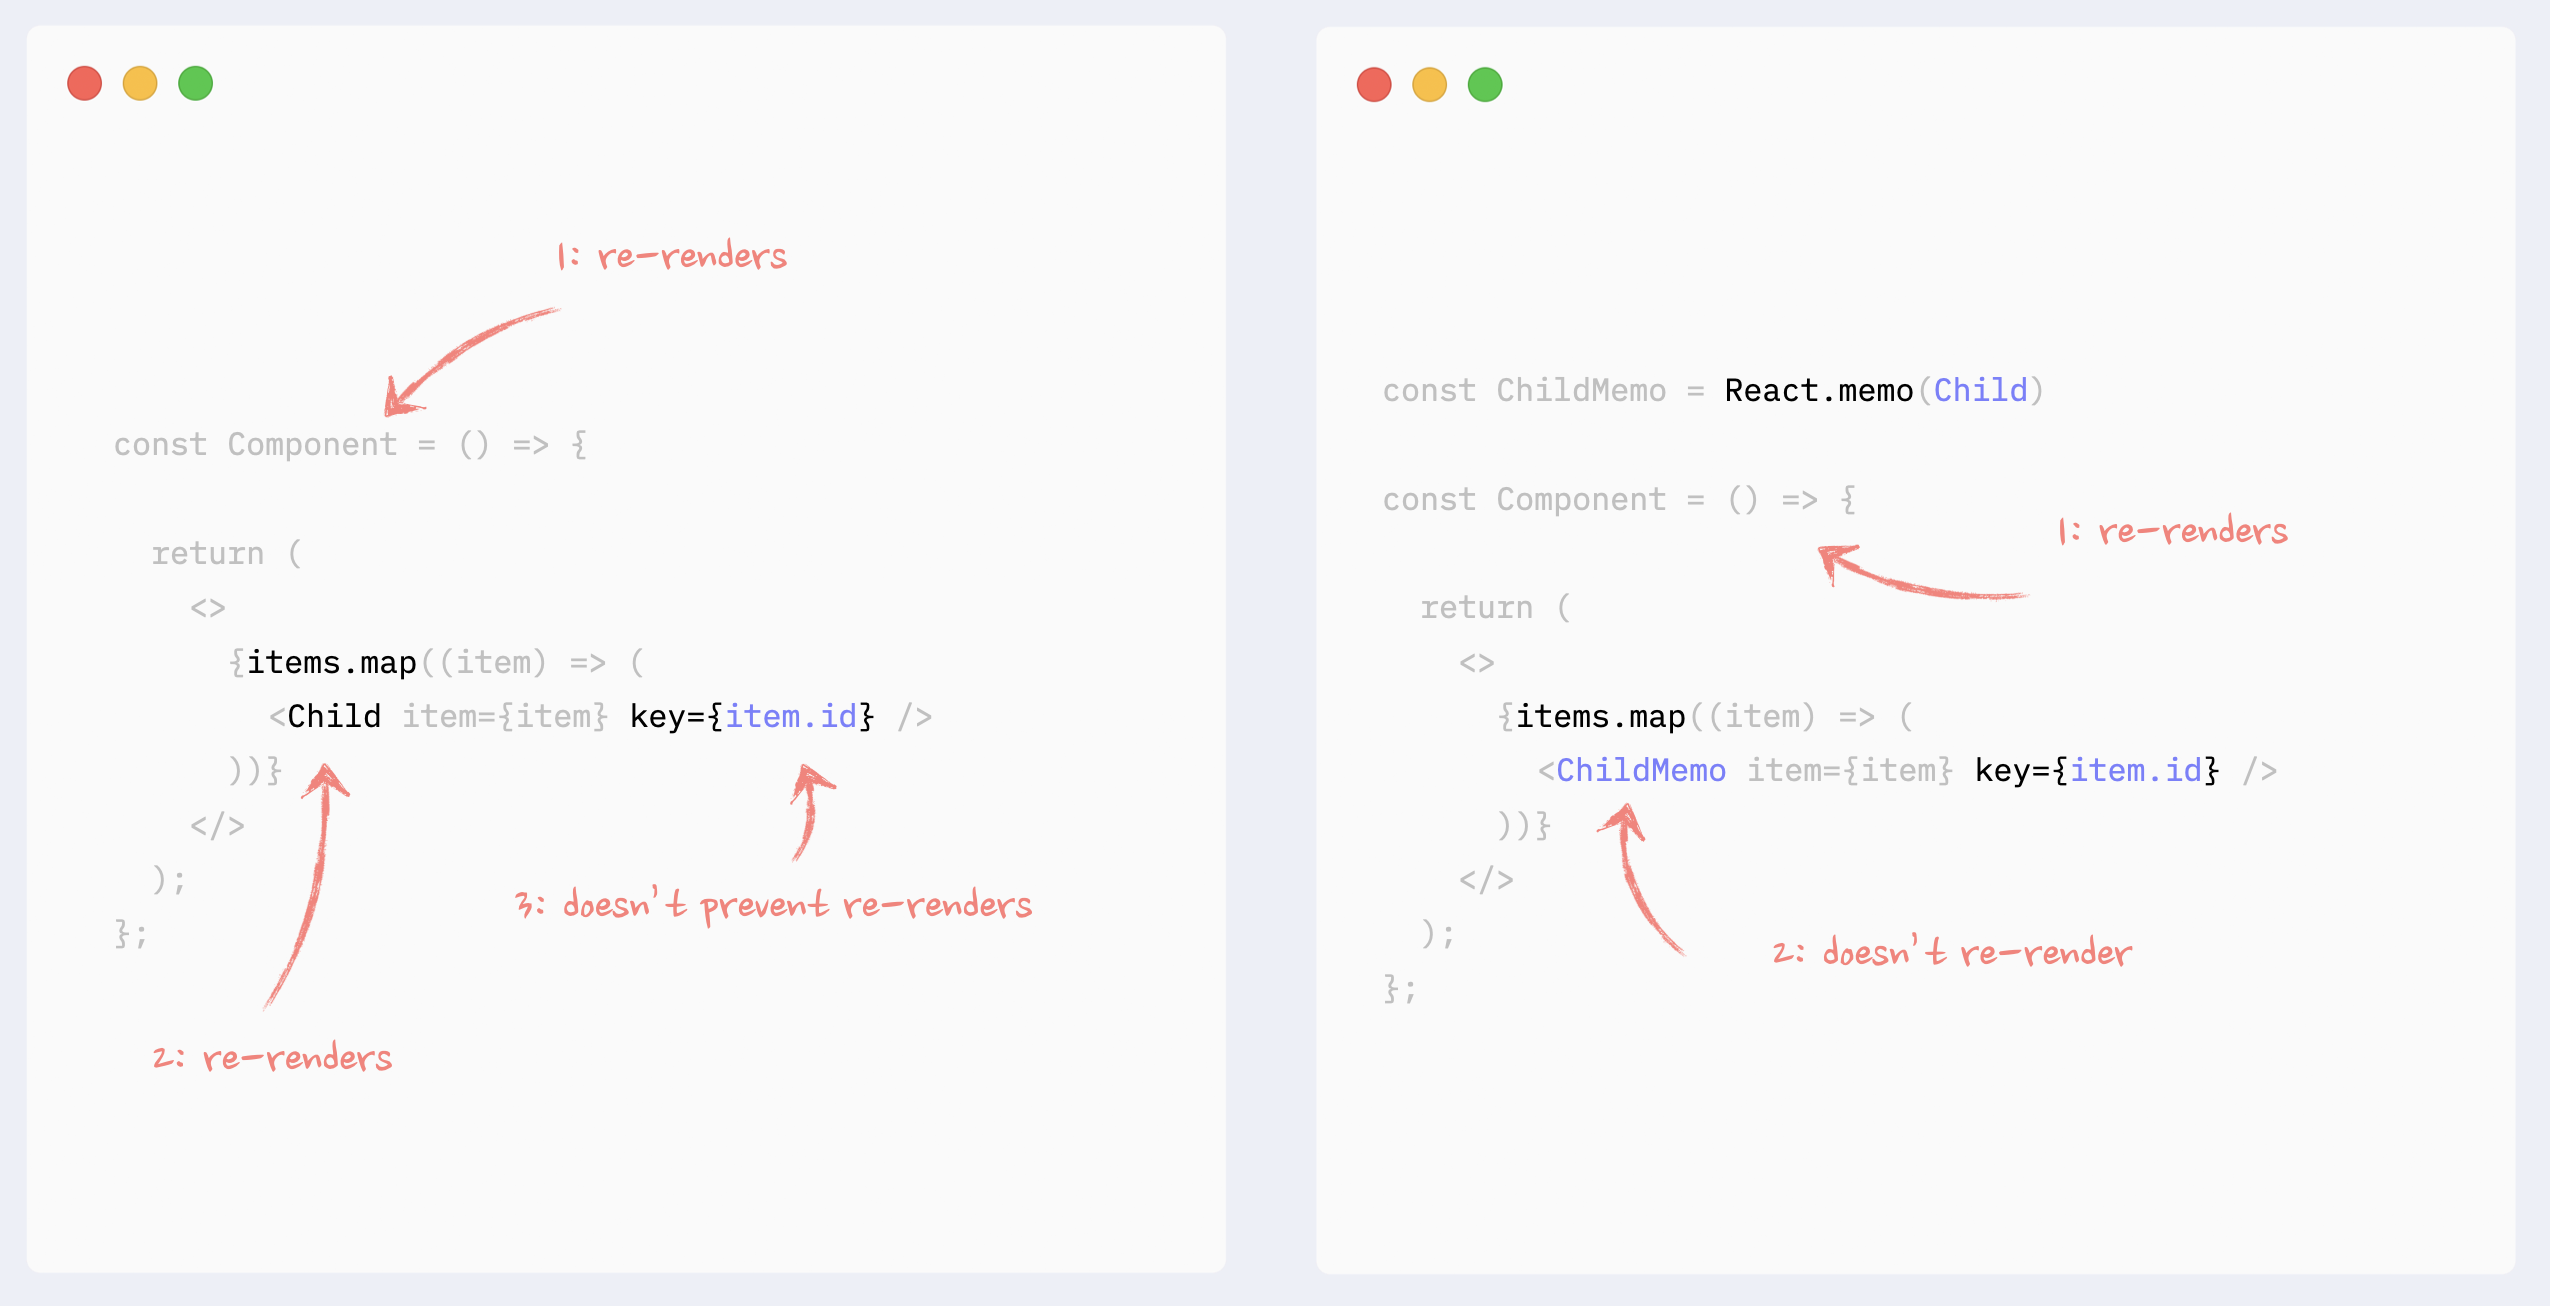 1: re-renders
const Component = () => {
return (
<>
{items.map((item) => (
<Child item={item} key={item.id} />
))}
</>
);
};
3: doesn't prevent re-renders
2: re-renders
const ChildMemo = React.memo(Child)
const Component = () => {
1: re-renders
return (
<>
{items.map((item) => (
<ChildMemo item={item} key={item.id} />
))}
</>
);
2: doesn't re-render
};